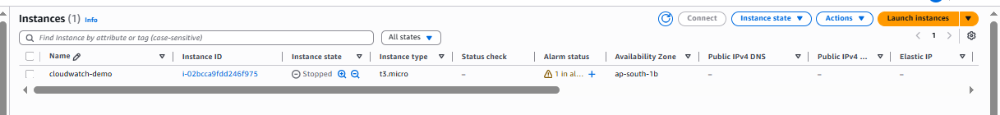 Instances (1) Info
Connect
Instance state
Actions
Launch instances
Find Instance by attribute or tag (case-sensitive)
All states
1
Name Instance ID Instance state Instance type Status check Alarm status Availability Zone Public IPv4 DNS Public IPv4 ... Elastic IP
cloudwatch-demo i-02bcca9fdd246f975 Stopped t3.micro – 1 in al... + ap-south-1b – – –